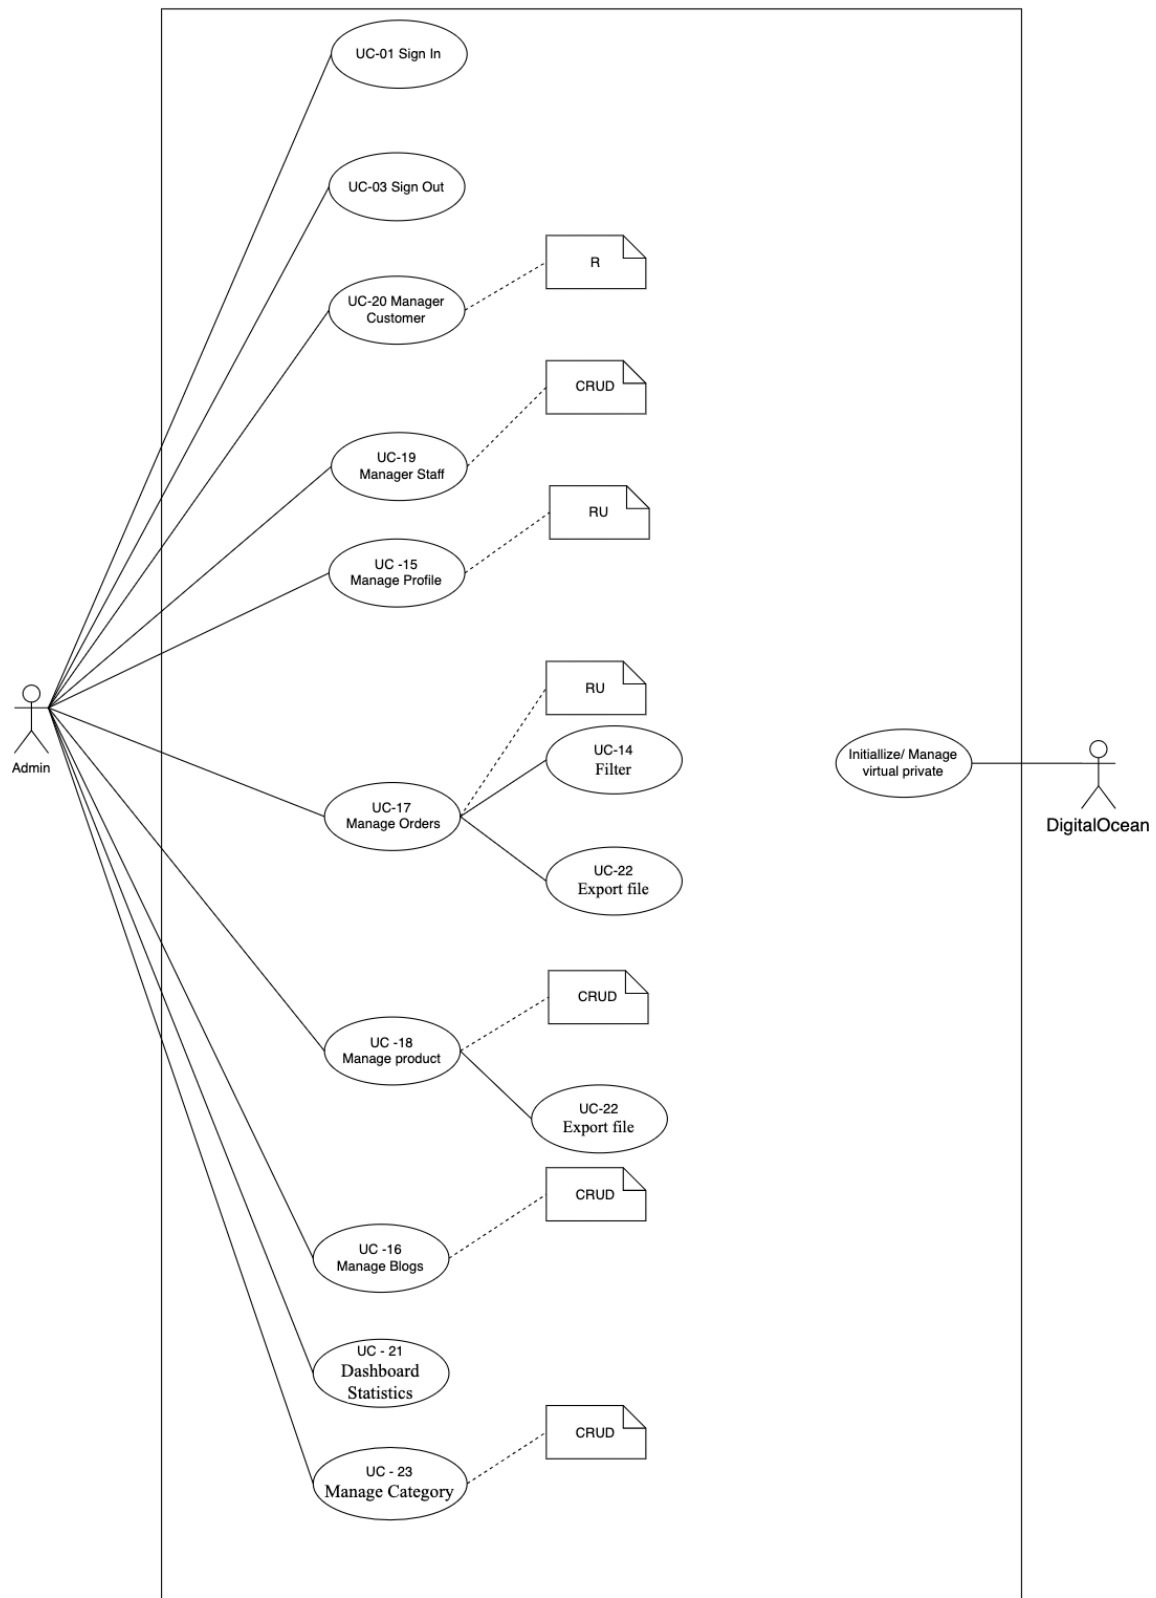 UC-01 Sign In
UC-03 Sign Out
R
UC-20 Manager
Customer
CRUD
UC-19
Manager Staff
RU
UC -15
Manage Profile
RU
UC-14
Filter
Initiallize/ Manage
virtual private
Admin
DigitalOcean
UC-17
Manage Orders
UC-22
Export file
CRUD
UC -18
Manage product
UC-22
Export file
CRUD
UC -16
Manage Blogs
UC - 21
Dashboard
Statistics
CRUD
UC - 23
Manage Category